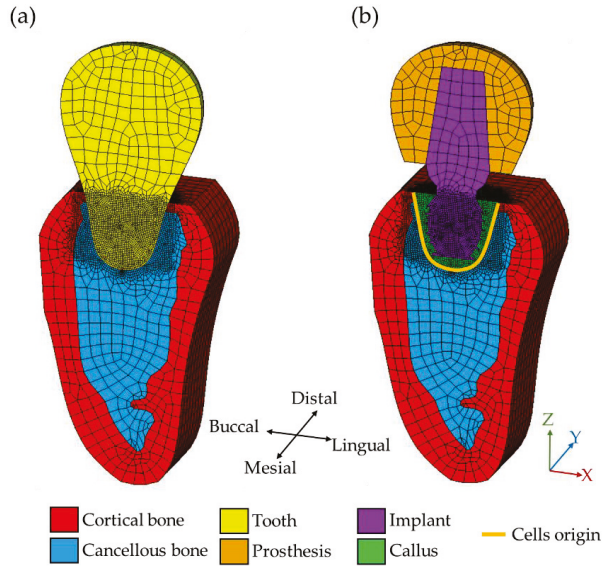 (a)
(b)
Distal
Buccal
Lingual
Mesial
Z
Y
X
Cortical bone
Tooth
Implant
Cells origin
Cancellous bone
Prosthesis
Callus